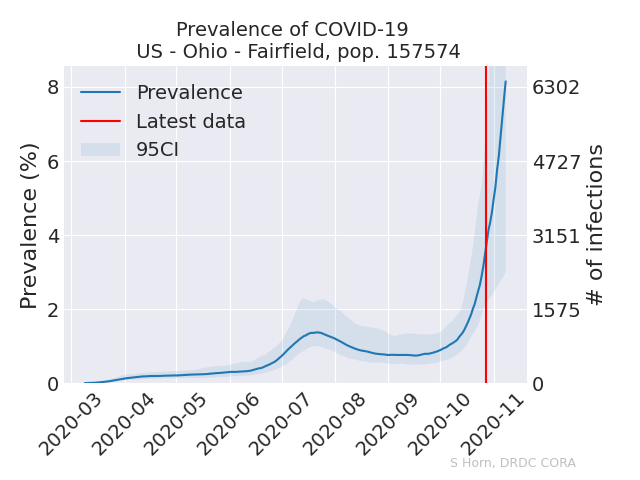 Prevalence of COVID-19
US - Ohio - Fairfield, pop. 157574
Prevalence
Latest data
95CI
Prevalence (%)
8
6
4
2
0
6302
4727
3151
1575
0
# of infections
2020-03
2020-04
2020-05
2020-06
2020-07
2020-08
2020-09
2020-10
2020-11
S Horn, DRDC CORA